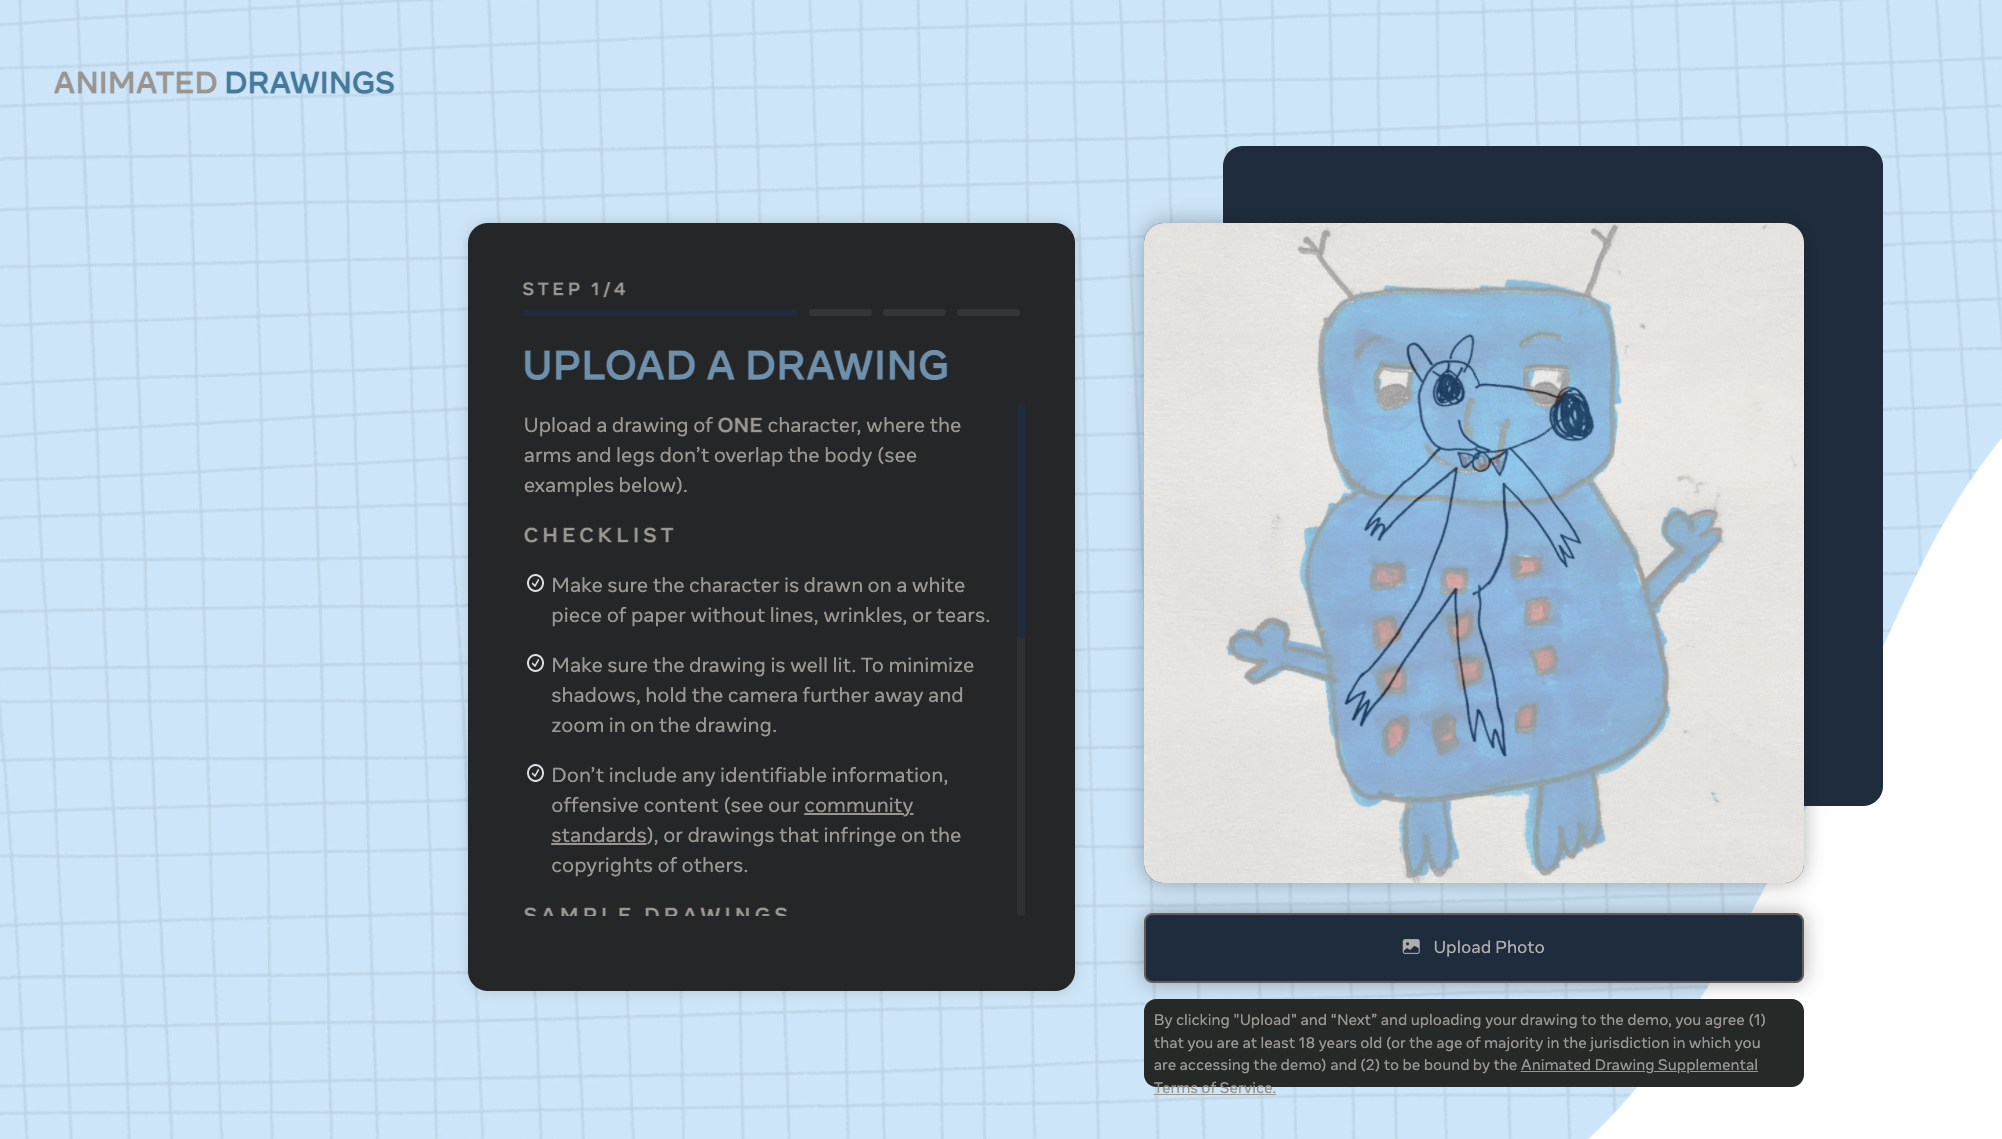 ANIMATED DRAWINGS
STEP 1/4
UPLOAD A DRAWING
Upload a drawing of ONE character, where the
arms and legs don’t overlap the body (see
examples below).
CHECKLIST
Make sure the character is drawn on a white
piece of paper without lines, wrinkles, or tears.
Make sure the drawing is well lit. To minimize
shadows, hold the camera further away and
zoom in on the drawing.
Don’t include any identifiable information,
offensive content (see our community
standards), or drawings that infringe on the
copyrights of others.
SAMPLE DRAWINGS
Upload Photo
By clicking "Upload" and “Next” and uploading your drawing to the demo, you agree (1)
that you are at least 18 years old (or the age of majority in the jurisdiction in which you
are accessing the demo) and (2) to be bound by the Animated Drawing Supplemental
Terms of Service.